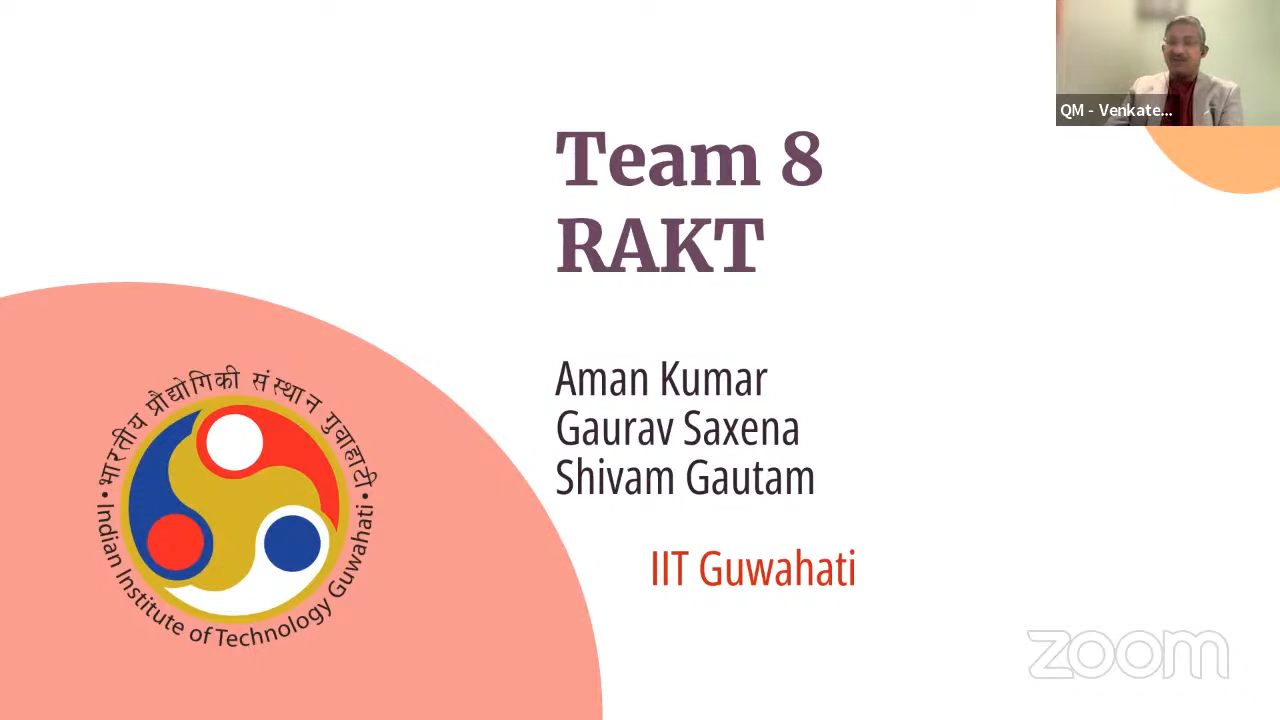 QM - Venkate...
Team 8
RAKT
Aman Kumar
Gaurav Saxena
Shivam Gautam
IIT Guwahati
भारतीय प्रौद्योगिकी संस्थान गुवाहाटी
Indian Institute of Technology Guwahati
zoom